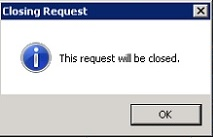 Closing Request
This request will be closed.
OK